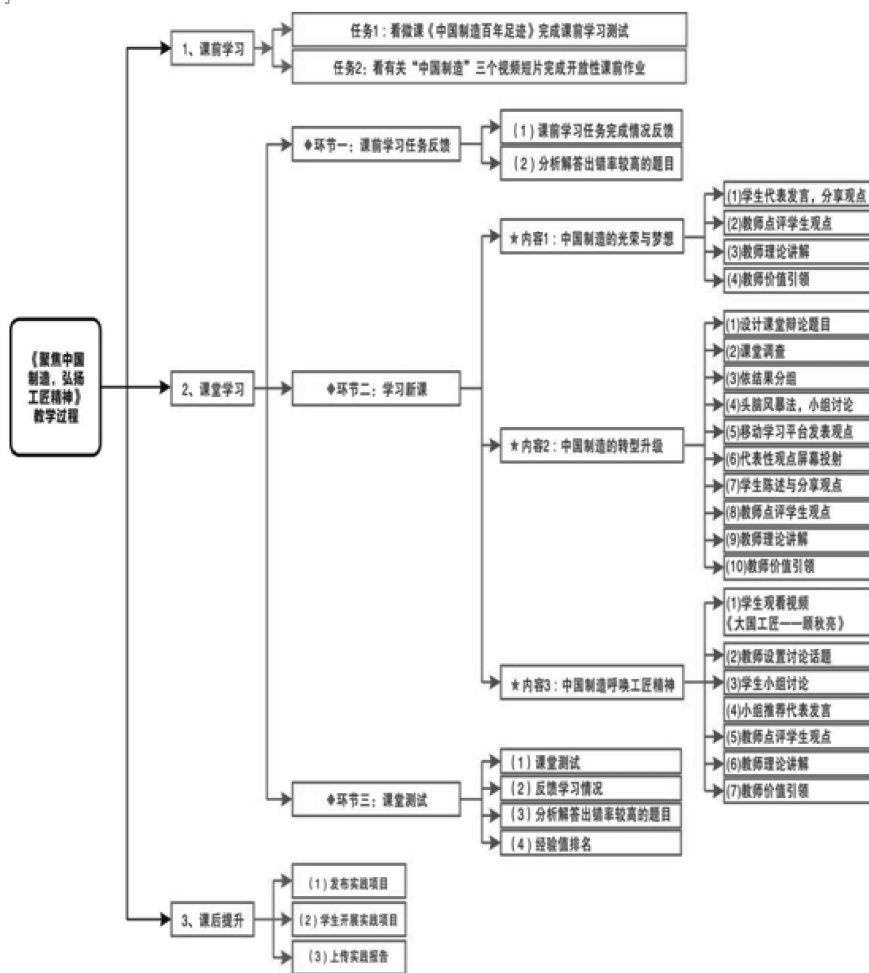 《聚焦中国
制造，弘扬
工匠精神》
教学过程
1、课前学习
任务1：看微课《中国制造百年足迹》完成课前学习测试
任务2：看有关“中国制造”三个视频短片完成开放性课前作业
2、课堂学习
◆环节一：课前学习任务反馈
（1）课前学习任务完成情况反馈
（2）分析解答出错率较高的题目
◆环节二：学习新课
★内容1：中国制造的光荣与梦想
(1)学生代表发言，分享观点
(2)教师点评学生观点
(3)教师理论讲解
(4)教师价值引领
★内容2：中国制造的转型升级
(1)设计课堂辩论题目
(2)课堂调查
(3)依结果分组
(4)头脑风暴法，小组讨论
(5)移动学习平台发表观点
(6)代表性观点屏幕投射
(7)学生陈述与分享观点
(8)教师点评学生观点
(9)教师理论讲解
(10)教师价值引领
★内容3：中国制造呼唤工匠精神
(1)学生观看视频
《大国工匠——顾秋亮》
(2)教师设置讨论话题
(3)学生小组讨论
(4)小组推荐代表发言
(5)教师点评学生观点
(6)教师理论讲解
(7)教师价值引领
◆环节三：课堂测试
（1）课堂测试
（2）反馈学习情况
（3）分析解答出错率较高的题目
（4）经验值排名
3、课后提升
（1）发布实践项目
（2）学生开展实践项目
（3）上传实践报告